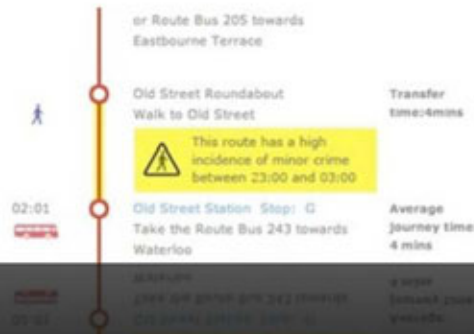 or Route Bus 205 towards
Eastbourne Terrace
Old Street Roundabout
Walk to Old Street
Transfer
time:4mins
This route has a high
incidence of minor crime
between 23:00 and 03:00
02:01
Old Street Station Stop: G
Take the Route Bus 243 towards
Waterloo
Average
journey time:
4 mins